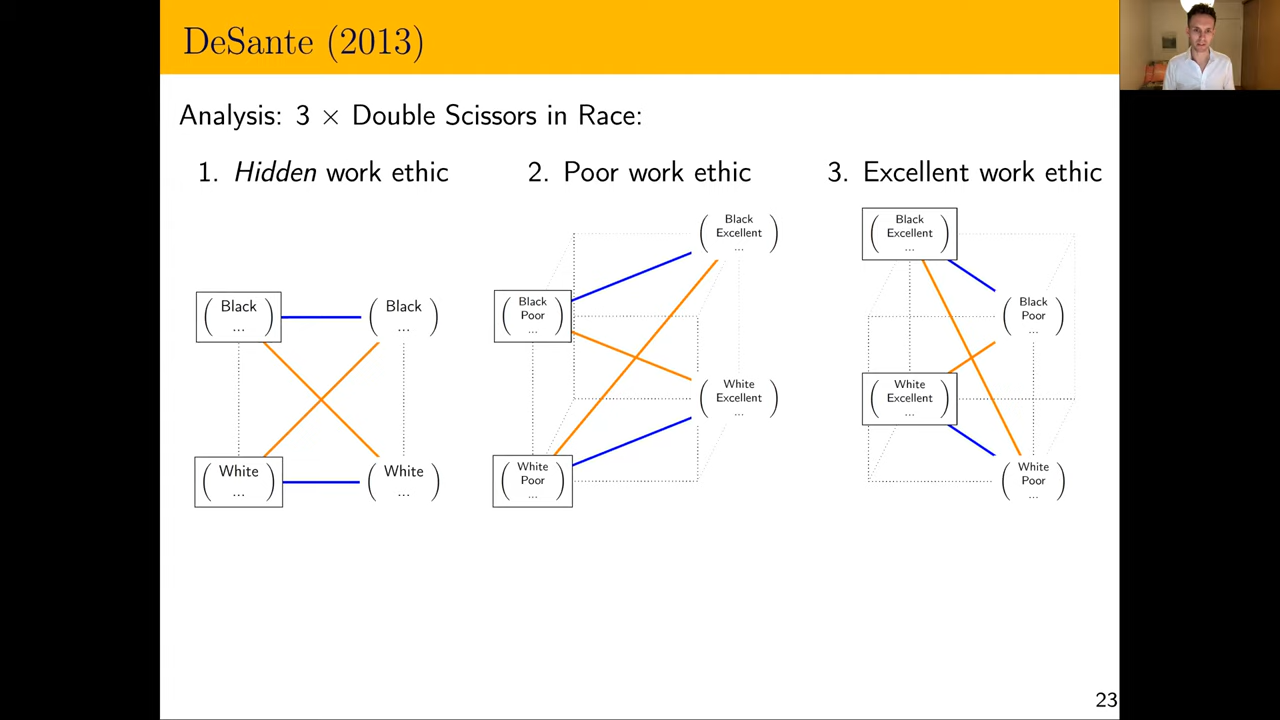 DeSante (2013)
Analysis: 3 × Double Scissors in Race:
1. Hidden work ethic
2. Poor work ethic
3. Excellent work ethic
Black
...
Black
...
White
...
White
...
Black
Excellent
...
Black
Poor
...
White
Excellent
...
White
Poor
...
Black
Excellent
...
Black
Poor
...
White
Excellent
...
White
Poor
...
23